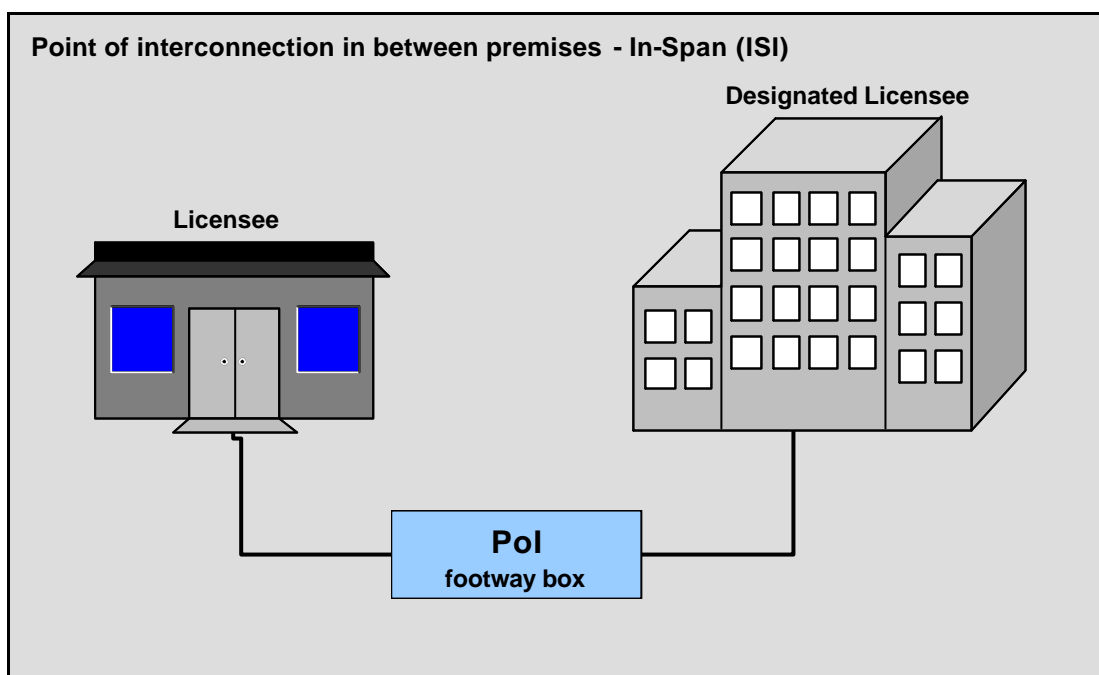 Point of interconnection in between premises - In-Span (ISI)
Designated Licensee
Licensee
PoI
footway box